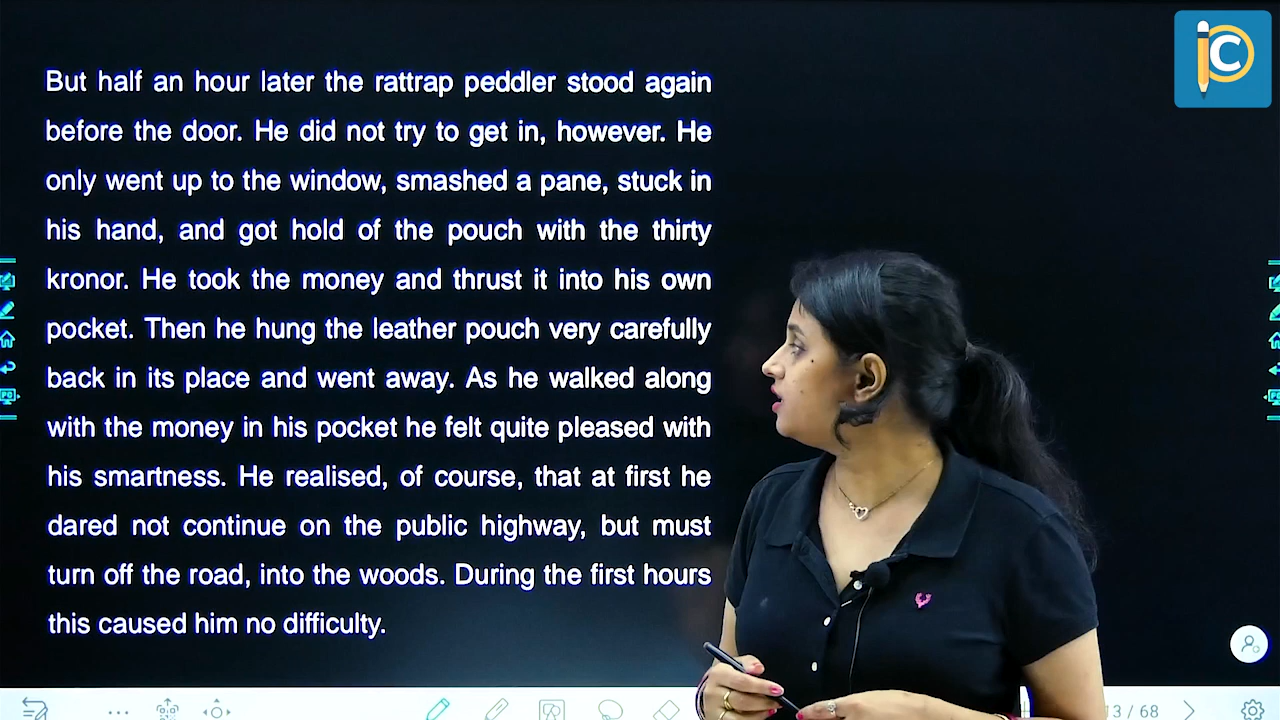 But half an hour later the rattrap peddler stood again
before the door. He did not try to get in, however. He
only went up to the window, smashed a pane, stuck in
his hand, and got hold of the pouch with the thirty
kronor. He took the money and thrust it into his own
pocket. Then he hung the leather pouch very carefully
back in its place and went away. As he walked along
with the money in his pocket he felt quite pleased with
his smartness. He realised, of course, that at first he
dared not continue on the public highway, but must
turn off the road, into the woods. During the first hours
this caused him no difficulty.
13 / 68